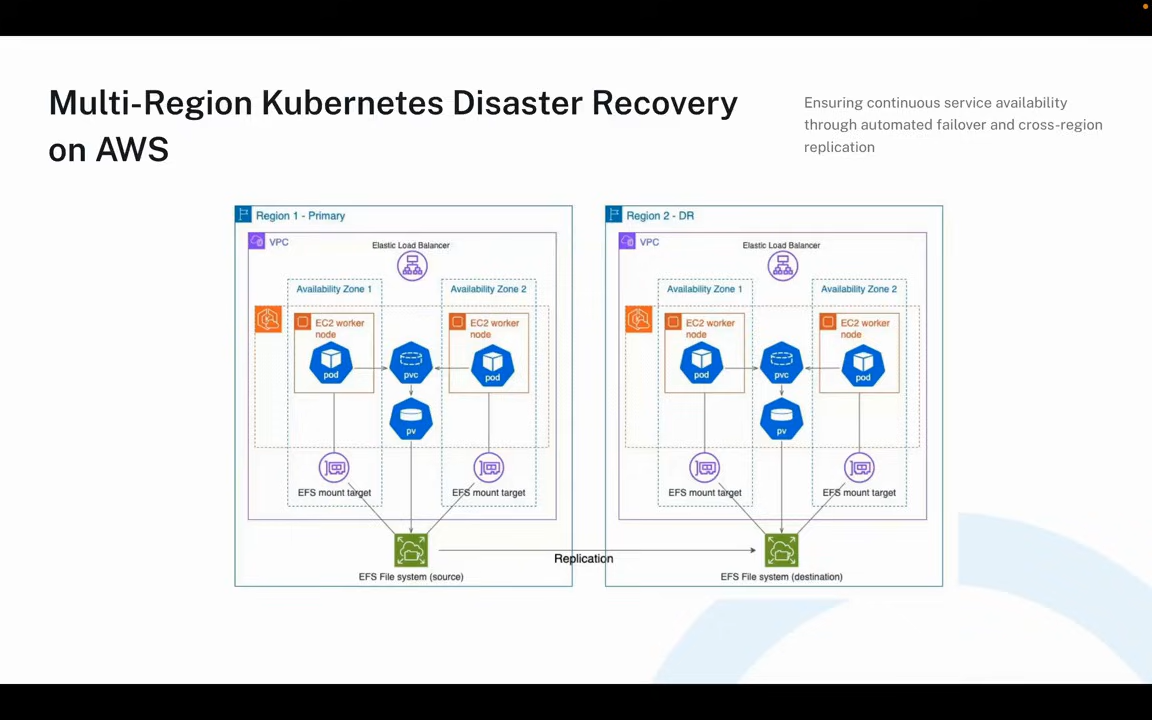 Multi-Region Kubernetes Disaster Recovery
on AWS
Ensuring continuous service availability
through automated failover and cross-region
replication
Region 1 - Primary
VPC
Elastic Load Balancer
Availability Zone 1
Availability Zone 2
EC2 worker
node
EC2 worker
node
pod
pvc
pod
pv
EFS mount target
EFS mount target
EFS File system (source)
Replication
Region 2 - DR
VPC
Elastic Load Balancer
Availability Zone 1
Availability Zone 2
EC2 worker
node
EC2 worker
node
pod
pvc
pod
pv
EFS mount target
EFS mount target
EFS File system (destination)